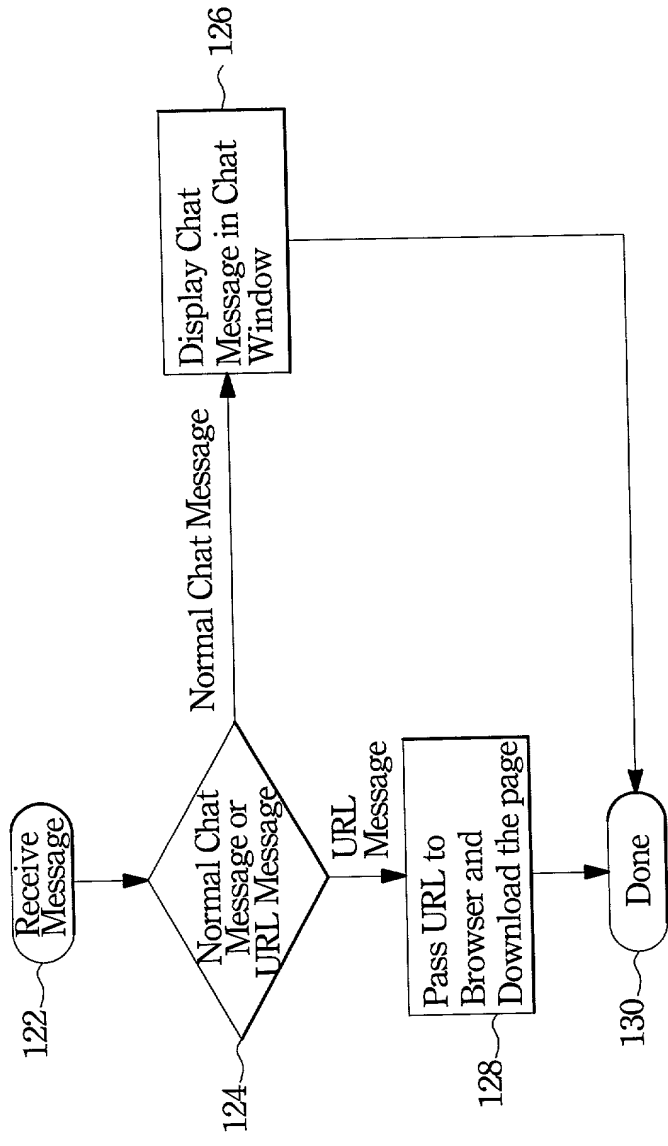 122
Receive
Message
124
Normal Chat
Message or
URL Message
Normal Chat Message
126
Display Chat
Message in Chat
Window
URL
Message
128
Pass URL to
Browser and
Download the page
130
Done